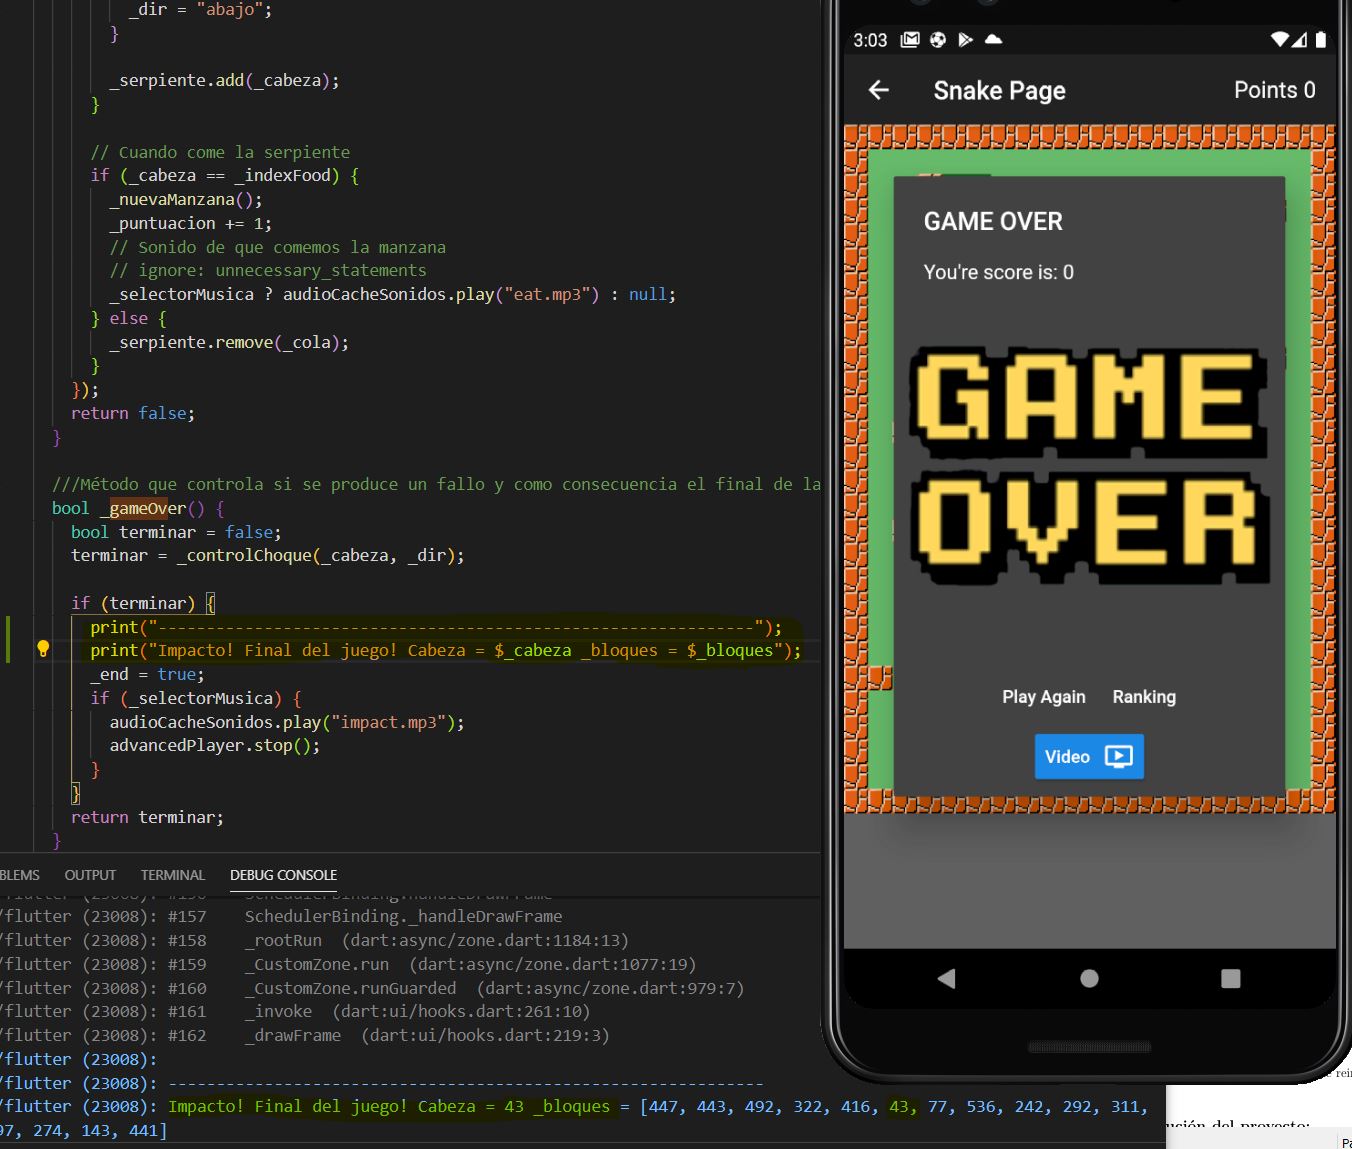 _dir = "abajo";
}
_serpiente.add(_cabeza);
}
// Cuando come la serpiente
if (_cabeza == _indexFood) {
_nuevaManzana();
_puntuacion += 1;
// Sonido de que comemos la manzana
// ignore: unnecessary_statements
_selectorMusica ? audioCacheSonidos.play("eat.mp3") : null;
} else {
_serpiente.remove(_cola);
}
});
return false;
}
///Método que controla si se produce un fallo y como consecuencia el final de la
bool _gameOver() {
bool terminar = false;
terminar = _controlChoque(_cabeza, _dir);
if (terminar) {
print("--------------------------------------------------------------");
print("Impacto! Final del juego! Cabeza = $_cabeza _bloques = $_bloques");
_end = true;
if (_selectorMusica) {
audioCacheSonidos.play("impact.mp3");
advancedPlayer.stop();
}
}
return terminar;
}
BLEMS OUTPUT TERMINAL DEBUG CONSOLE
/flutter (23008): #157 SchedulerBinding._handleDrawFrame
/flutter (23008): #158 _rootRun (dart:async/zone.dart:1184:13)
/flutter (23008): #159 _CustomZone.run (dart:async/zone.dart:1077:19)
/flutter (23008): #160 _CustomZone.runGuarded (dart:async/zone.dart:979:7)
/flutter (23008): #161 _invoke (dart:ui/hooks.dart:261:10)
/flutter (23008): #162 _drawFrame (dart:ui/hooks.dart:219:3)
/flutter (23008):
/flutter (23008): --------------------------------------------------------------
/flutter (23008): Impacto! Final del juego! Cabeza = 43 _bloques = [447, 443, 492, 322, 416, 43, 77, 536, 242, 292, 311,
97, 274, 143, 441]
3:03
Snake Page Points 0
GAME OVER
You're score is: 0
GAME
OVER
Play Again Ranking
Video
del proyecto: